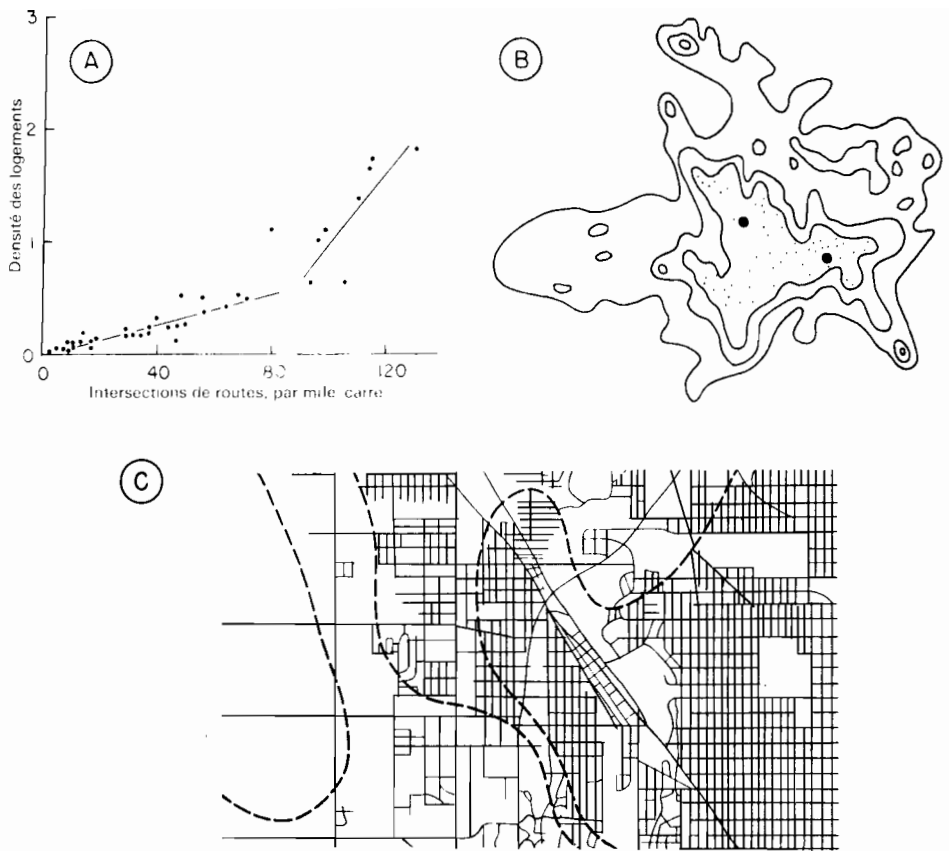 A
3
2
1
0
Densité des logements
0 40 80 120
Intersections de routes, par mile carre
B
C